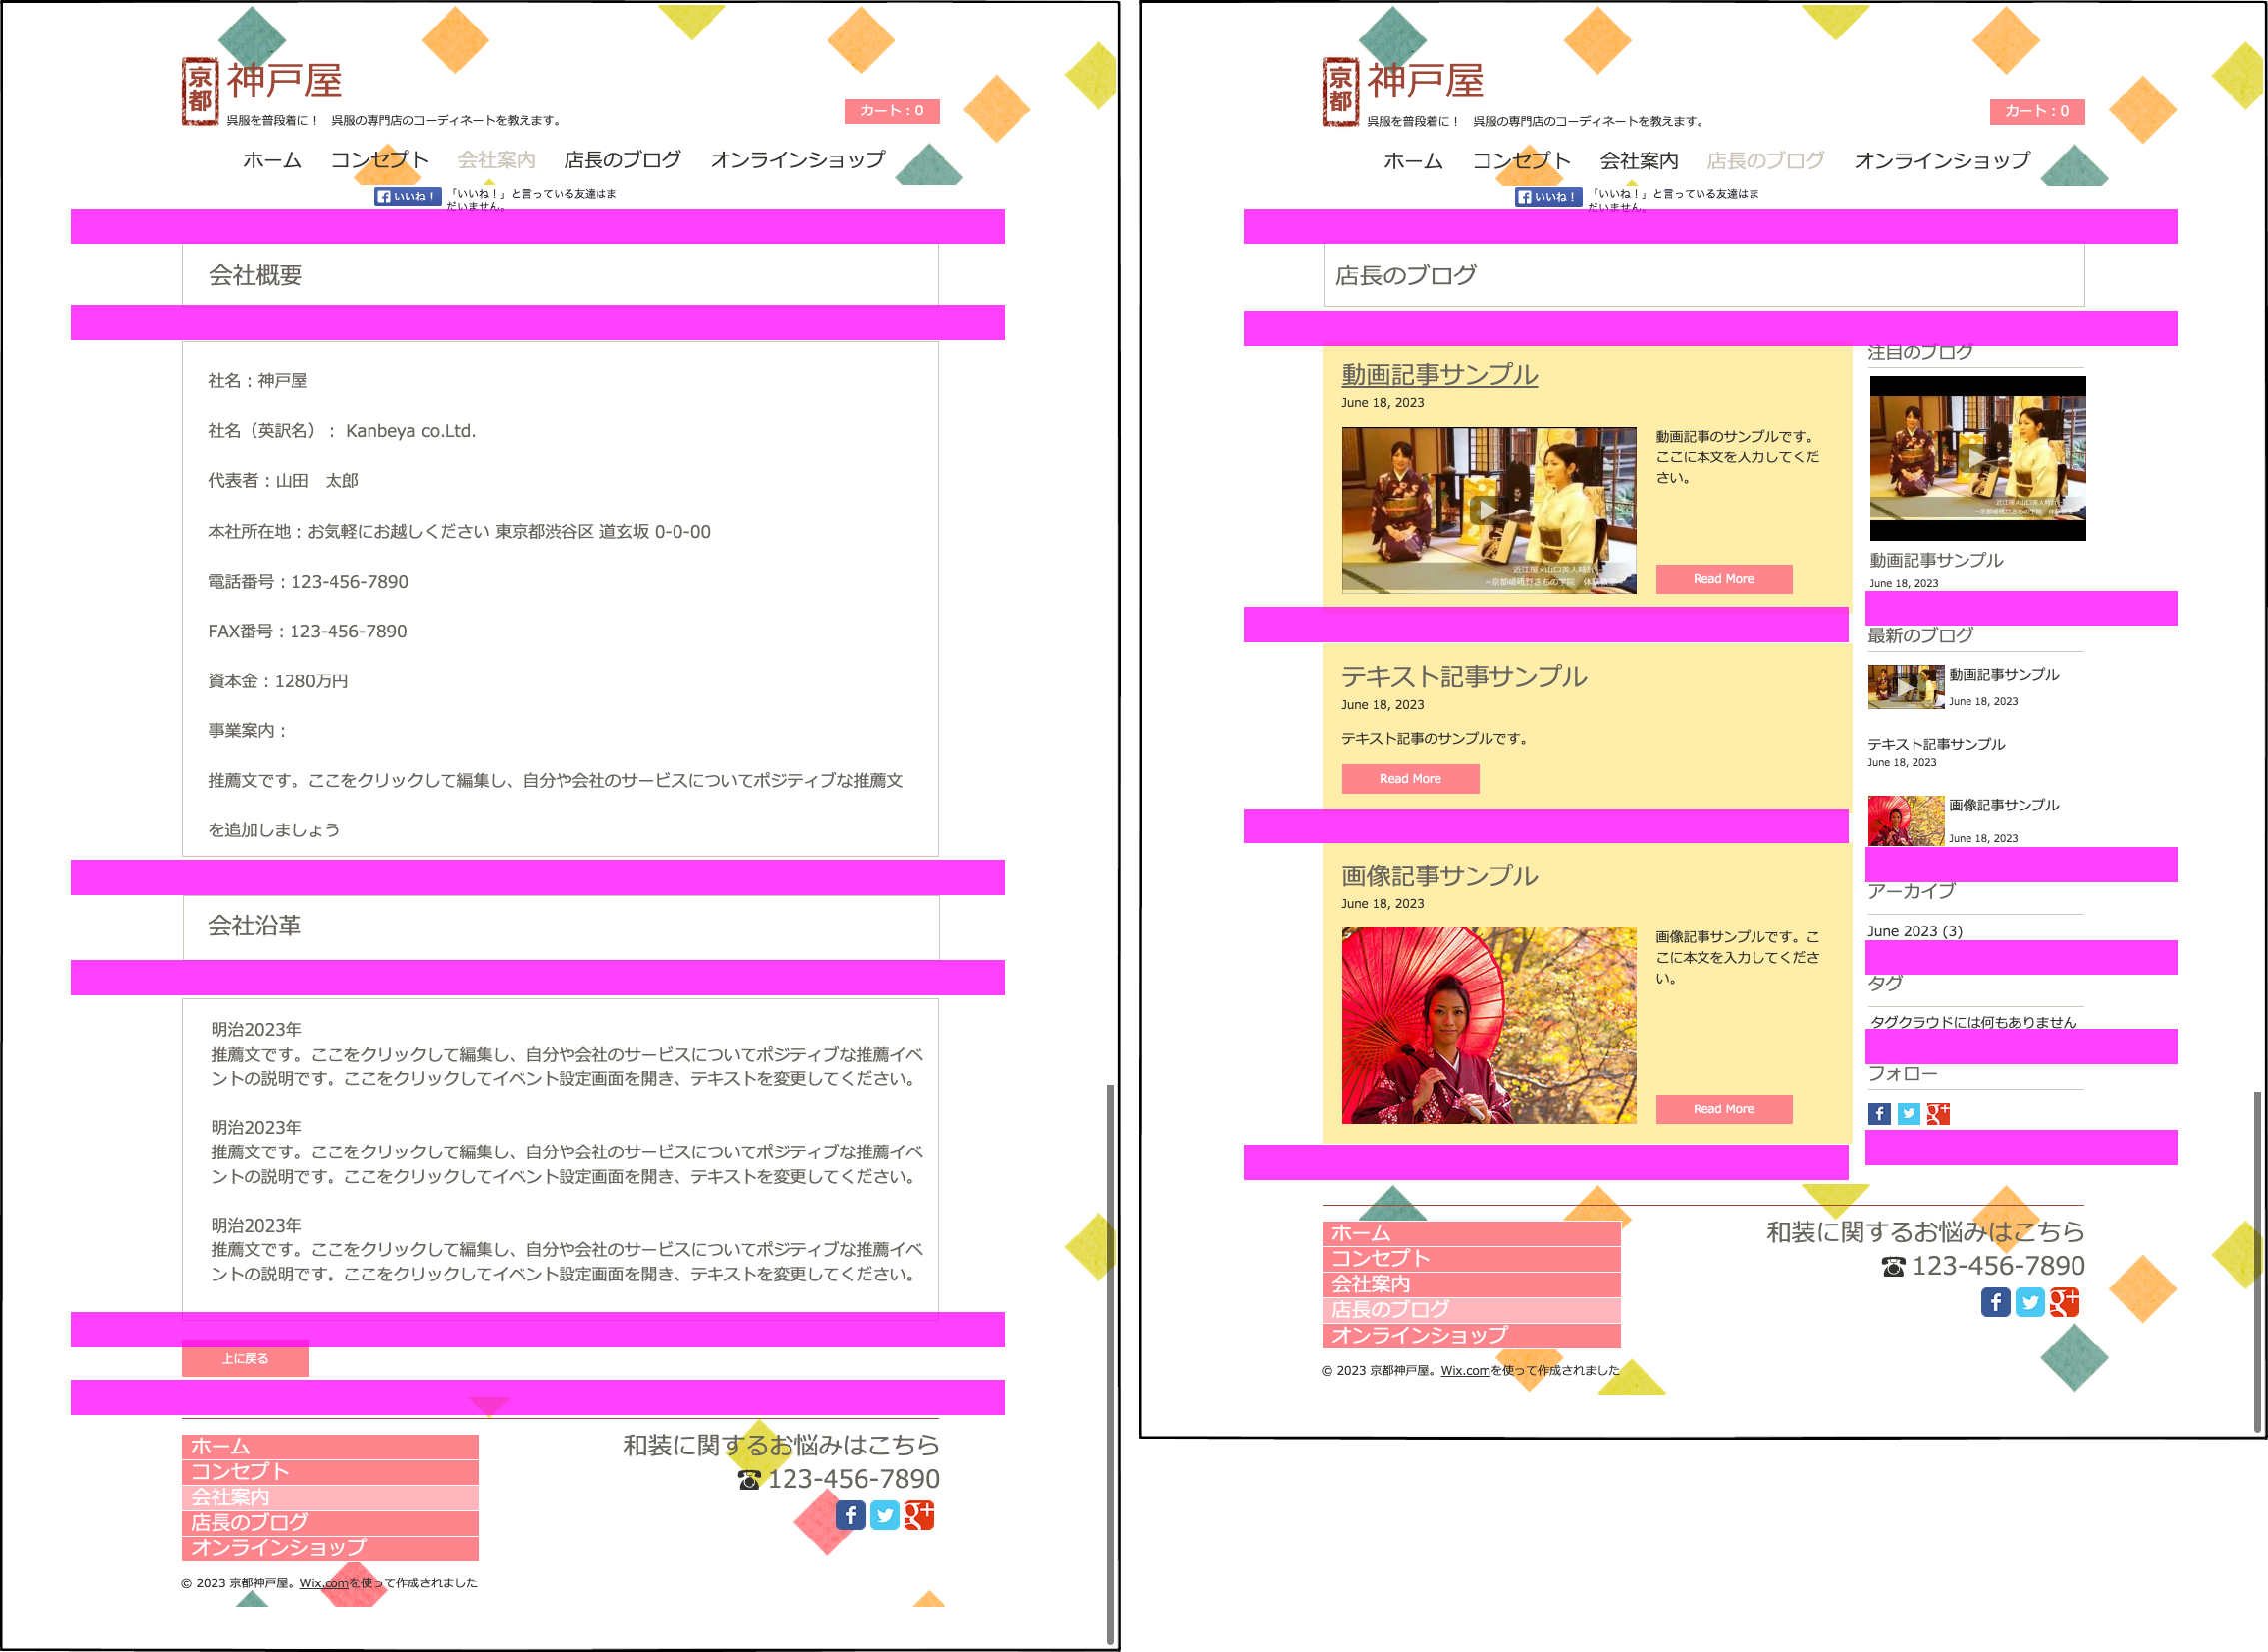 京都
神戸屋
呉服を普段着に！　呉服の専門店のコーディネートを教えます。
カート : 0
ホーム
コンセプト
会社案内
店長のブログ
オンラインショップ
いいね！
「いいね！」と言っている友達はま
だいません。
会社概要
社名 : 神戸屋
社名（英訳名）： Kanbeya co.Ltd.
代表者 : 山田　太郎
本社所在地 : お気軽にお越しください 東京都渋谷区 道玄坂 0-0-00
電話番号 : 123-456-7890
FAX番号 : 123-456-7890
資本金 : 1280万円
事業案内 :
推薦文です。ここをクリックして編集し、自分や会社のサービスについてポジティブな推薦文
を追加しましょう
会社沿革
明治2023年
推薦文です。ここをクリックして編集し、自分や会社のサービスについてポジティブな推薦イベ
ントの説明です。ここをクリックしてイベント設定画面を開き、テキストを変更してください。
明治2023年
推薦文です。ここをクリックして編集し、自分や会社のサービスについてポジティブな推薦イベ
ントの説明です。ここをクリックしてイベント設定画面を開き、テキストを変更してください。
明治2023年
推薦文です。ここをクリックして編集し、自分や会社のサービスについてポジティブな推薦イベ
ントの説明です。ここをクリックしてイベント設定画面を開き、テキストを変更してください。
上に戻る
ホーム
コンセプト
会社案内
店長のブログ
オンラインショップ
和装に関するお悩みはこちら
☎ 123-456-7890
© 2023 京都神戸屋。Wix.comを使って作成されました
京都
神戸屋
呉服を普段着に！　呉服の専門店のコーディネートを教えます。
カート : 0
ホーム
コンセプト
会社案内
店長のブログ
オンラインショップ
いいね！
「いいね！」と言っている友達はま
だいません。
店長のブログ
動画記事サンプル
June 18, 2023
動画記事のサンプルです。
ここに本文を入力してくだ
さい。
Read More
テキスト記事サンプル
June 18, 2023
テキスト記事のサンプルです。
Read More
画像記事サンプル
June 18, 2023
画像記事サンプルです。こ
こに本文を入力してくださ
い。
Read More
注目のブログ
動画記事サンプル
June 18, 2023
最新のブログ
動画記事サンプル
June 18, 2023
テキスト記事サンプル
June 18, 2023
画像記事サンプル
June 18, 2023
アーカイブ
June 2023 (3)
タグ
タグクラウドには何もありません
フォロー
ホーム
コンセプト
会社案内
店長のブログ
オンラインショップ
和装に関するお悩みはこちら
☎ 123-456-7890
© 2023 京都神戸屋。Wix.comを使って作成されました